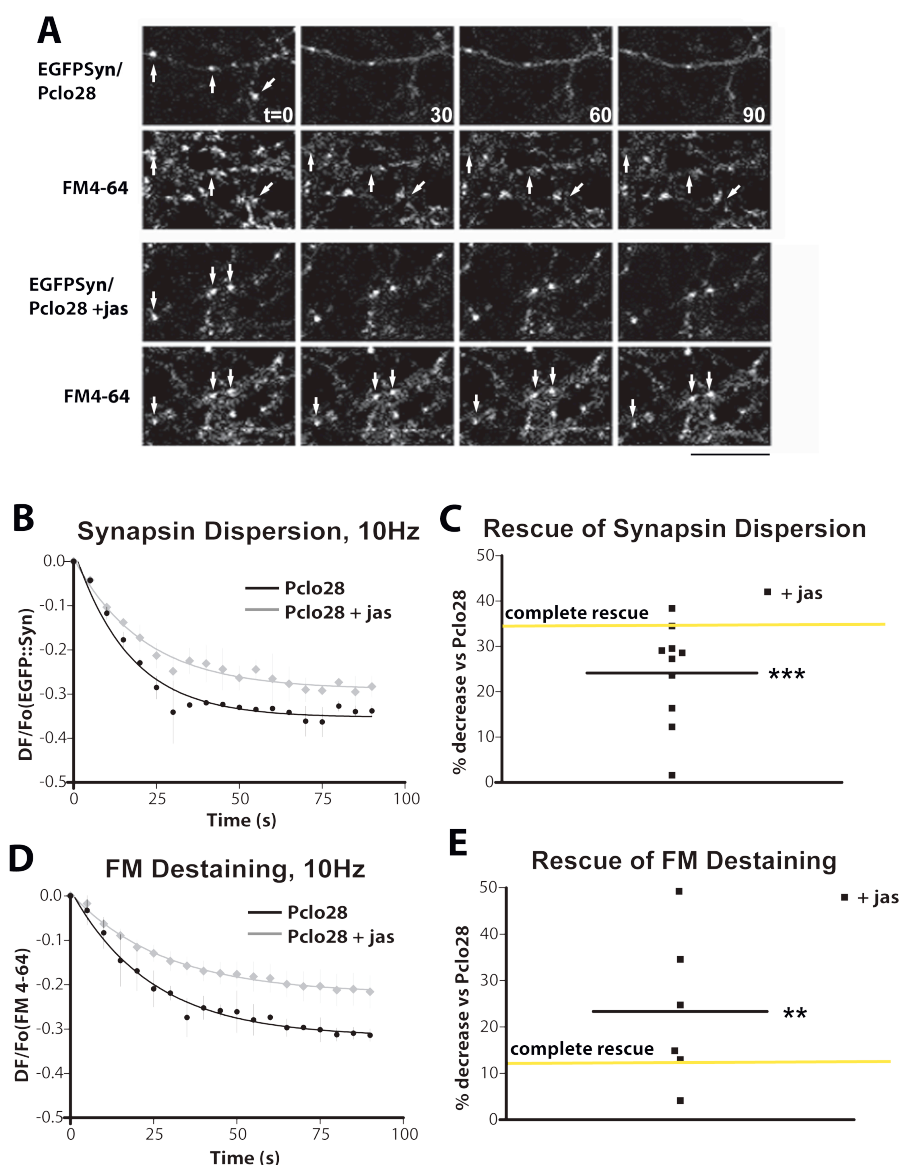 A
EGFPSyn/
Pclo28
t=0
30
60
90
FM4-64
EGFPSyn/
Pclo28 +jas
FM4-64
B
Synapsin Dispersion, 10Hz
Pclo28
Pclo28 + jas
DF/Fo(EGFP::Syn)
0.0
-0.1
-0.2
-0.3
-0.4
-0.5
0
25
50
75
100
Time (s)
C
Rescue of Synapsin Dispersion
+ jas
complete rescue
***
% decrease vs Pclo28
50
40
30
20
10
0
D
FM Destaining, 10Hz
Pclo28
Pclo28 + jas
DF/Fo(FM 4-64)
0.0
-0.1
-0.2
-0.3
-0.4
-0.5
0
25
50
75
100
Time (s)
E
Rescue of FM Destaining
+ jas
**
complete rescue
% decrease vs Pclo28
50
40
30
20
10
0